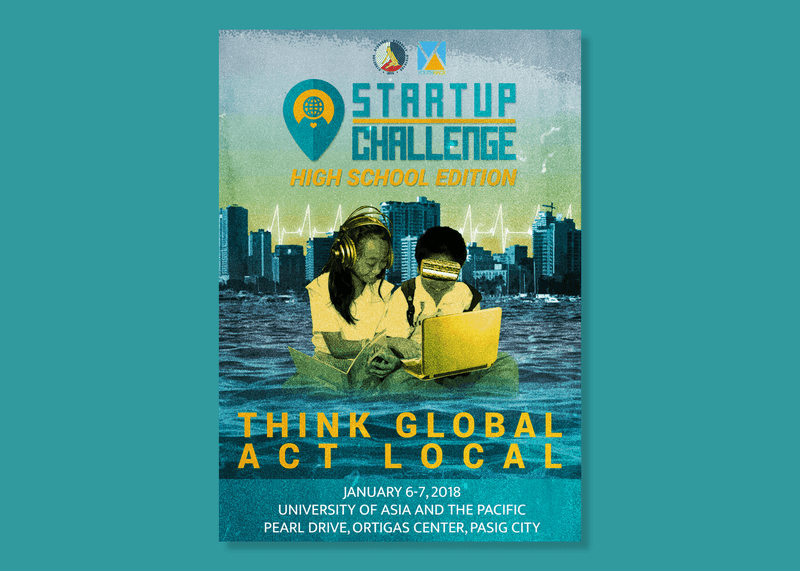 STARTUP
CHALLENGE
HIGH SCHOOL EDITION
THINK GLOBAL
ACT LOCAL
JANUARY 6-7, 2018
UNIVERSITY OF ASIA AND THE PACIFIC
PEARL DRIVE, ORTIGAS CENTER, PASIG CITY